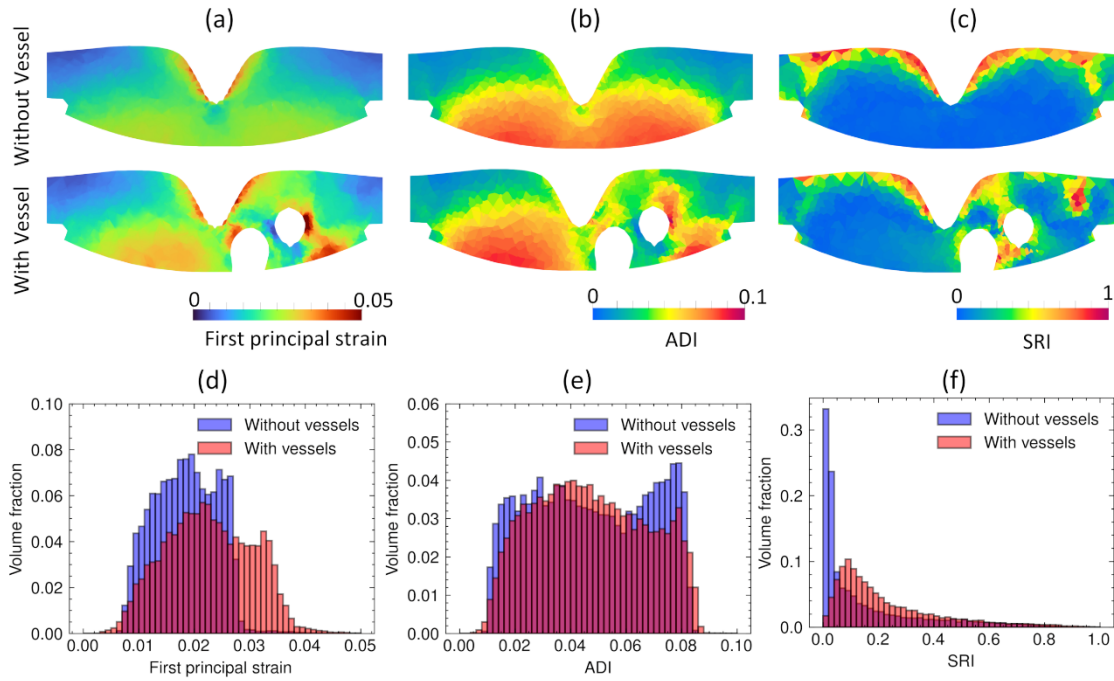 (a) (b) (c)
Without Vessel
With Vessel
0 0.05
First principal strain
0 0.1
ADI
0 1
SRI
(d) (e) (f)
0.10
0.08
0.06
0.04
0.02
0.00
Volume fraction
Without vessels
With vessels
0.00 0.01 0.02 0.03 0.04 0.05
First principal strain
0.06
0.05
0.04
0.03
0.02
0.01
0.00
Volume fraction
Without vessels
With vessels
0.00 0.02 0.04 0.06 0.08 0.10
ADI
0.3
0.2
0.1
0.0
Volume fraction
Without vessels
With vessels
0.0 0.2 0.4 0.6 0.8 1.0
SRI